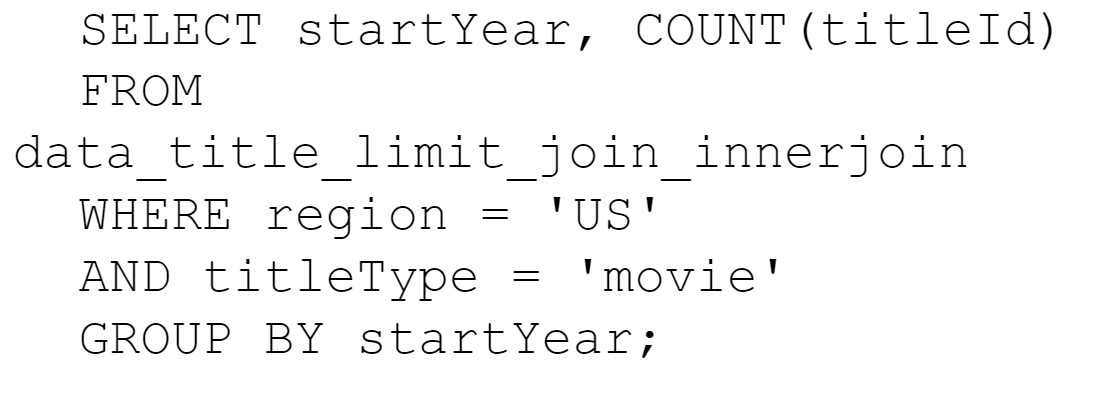 SELECT startYear, COUNT(titleId)
FROM
data_title_limit_join_innerjoin
WHERE region = 'US'
AND titleType = 'movie'
GROUP BY startYear;